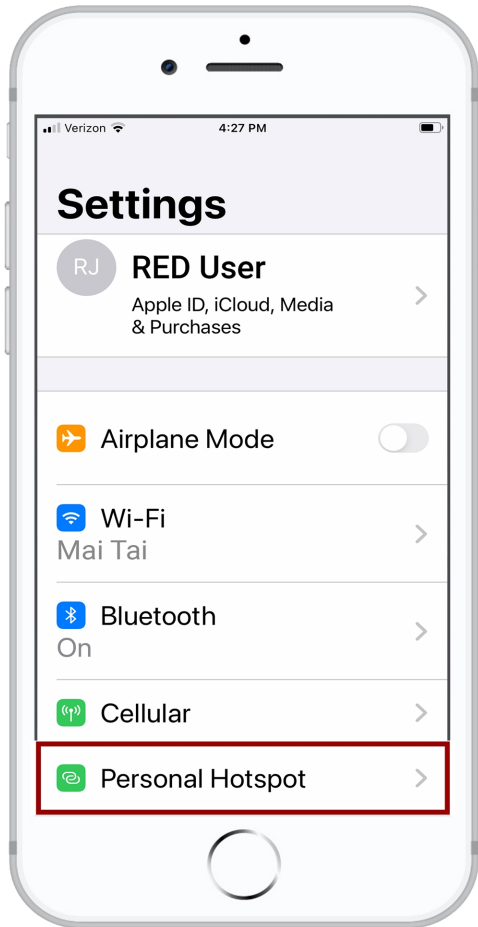 Verizon 4:27 PM
Settings
RJ
RED User
Apple ID, iCloud, Media
& Purchases
Airplane Mode
Wi-Fi
Mai Tai
Bluetooth
On
Cellular
Personal Hotspot